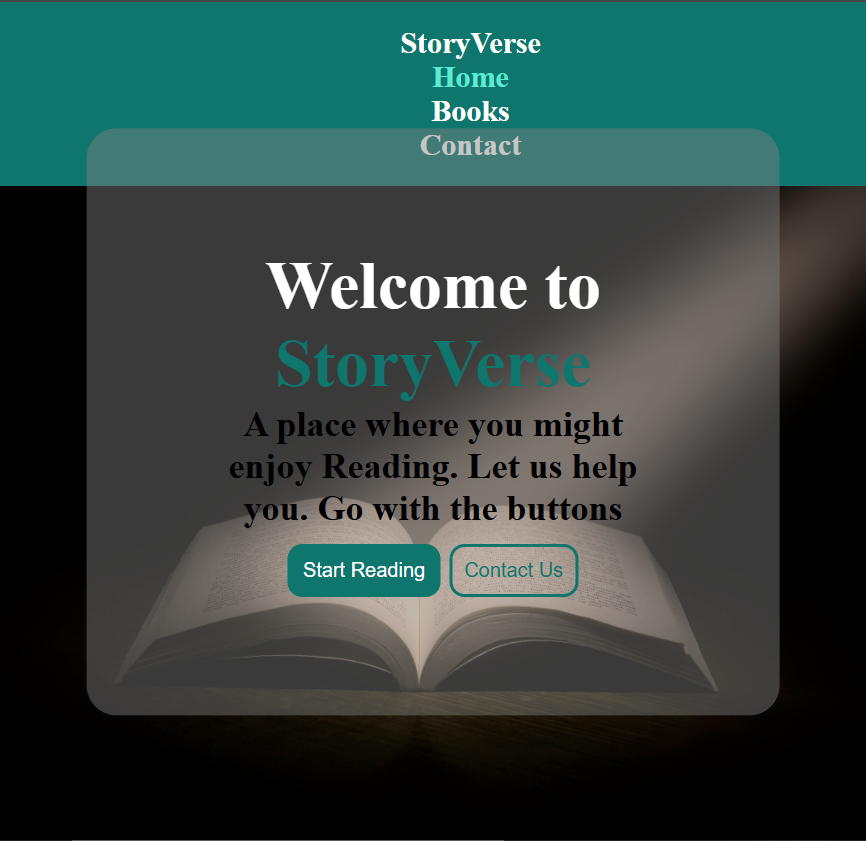 StoryVerse
Home
Books
Contact
Welcome to
StoryVerse
A place where you might
enjoy Reading. Let us help
you. Go with the buttons
Start Reading
Contact Us